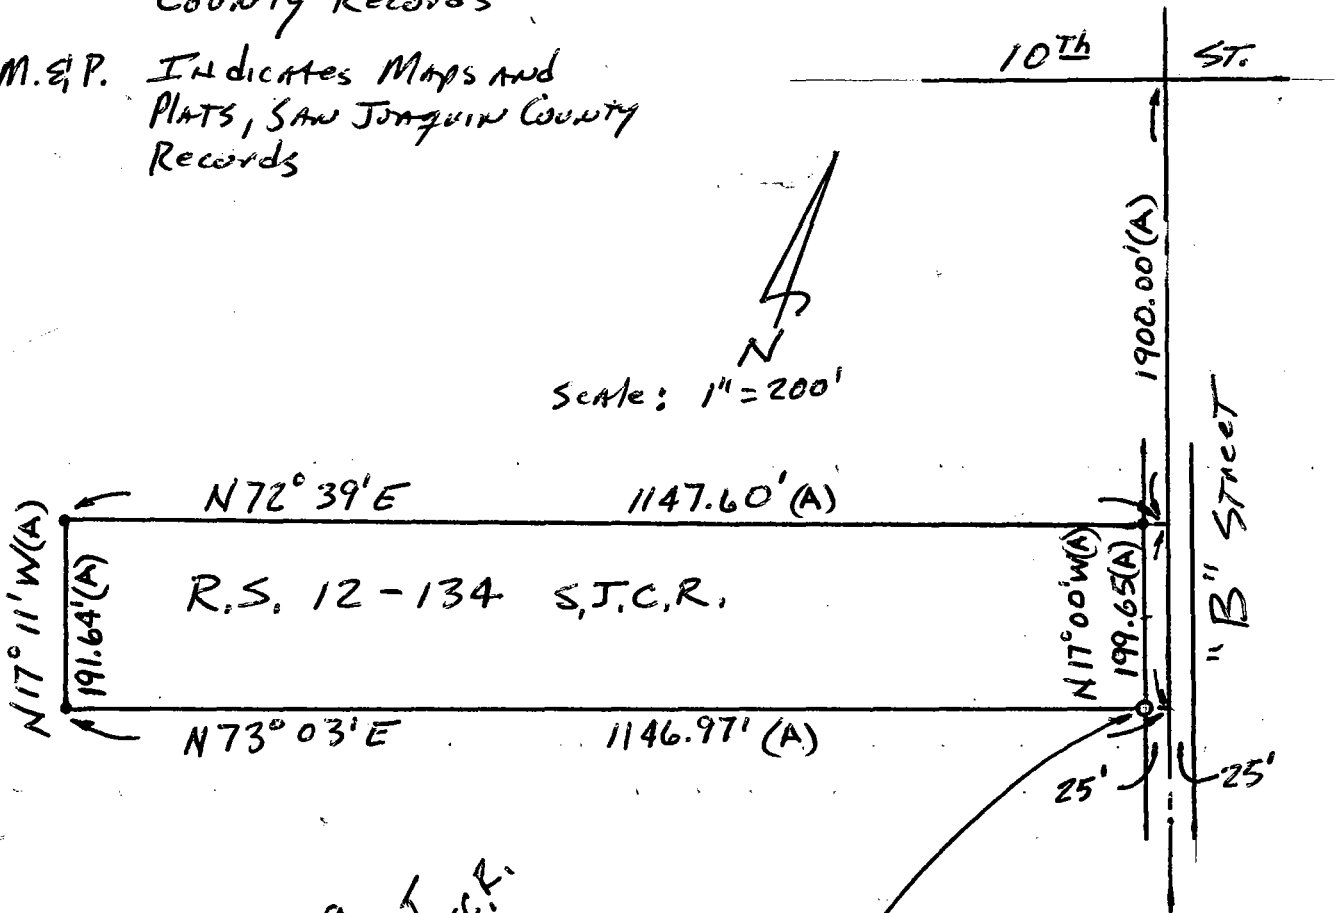 County Records
M.&P. Indicates Maps and
Plats, San Joaquin County
Records
10Th ST.
1900.00'(A)
N
Scale: 1"=200'
"B" Street
N72°39'E 1147.60'(A)
N17°11'W(A)
191.64'(A)
R.S. 12-134 S.J.C.R.
N17°00'W(A)
199.65(A)
N73°03'E 1146.97'(A)
25' 25'